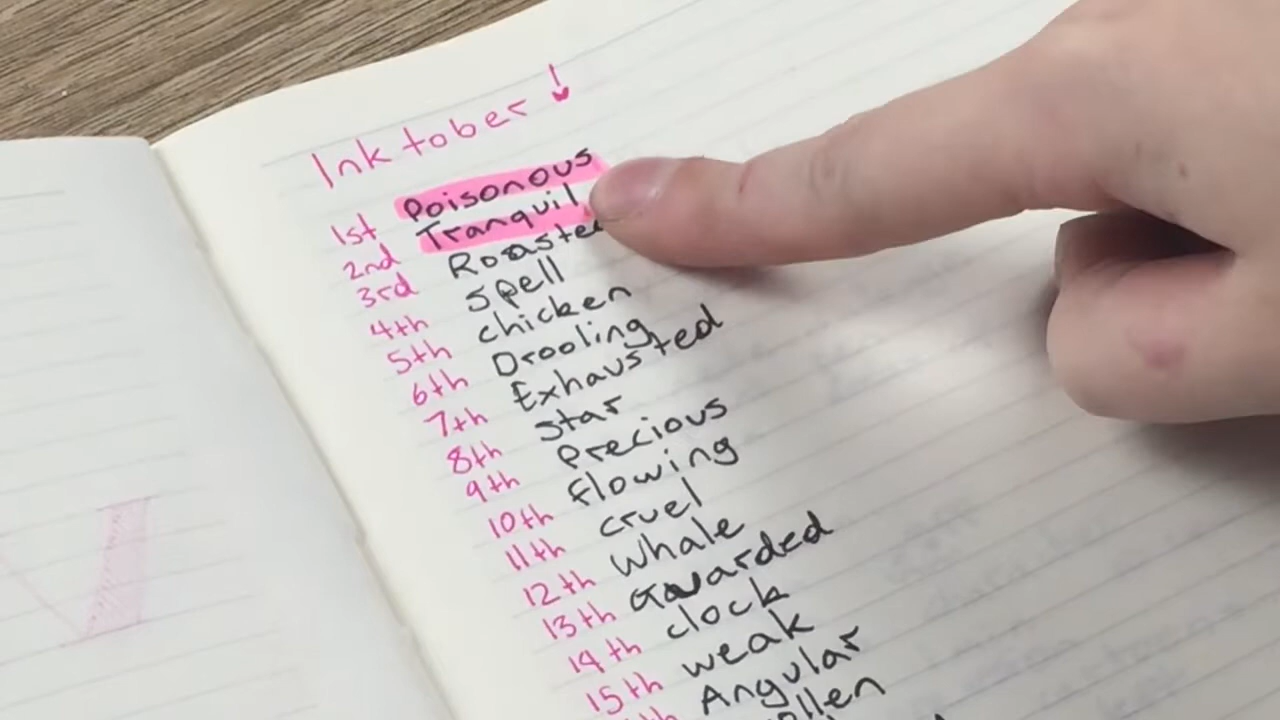 Inktober ↓
1st Poisonous
2nd Tranquil
3rd Roasted
4th spell
5th chicken
6th Drooling
7th Exhausted
8th star
9th precious
10th flowing
11th cruel
12th whale
13th Guarded
14th clock
15th weak
Angular